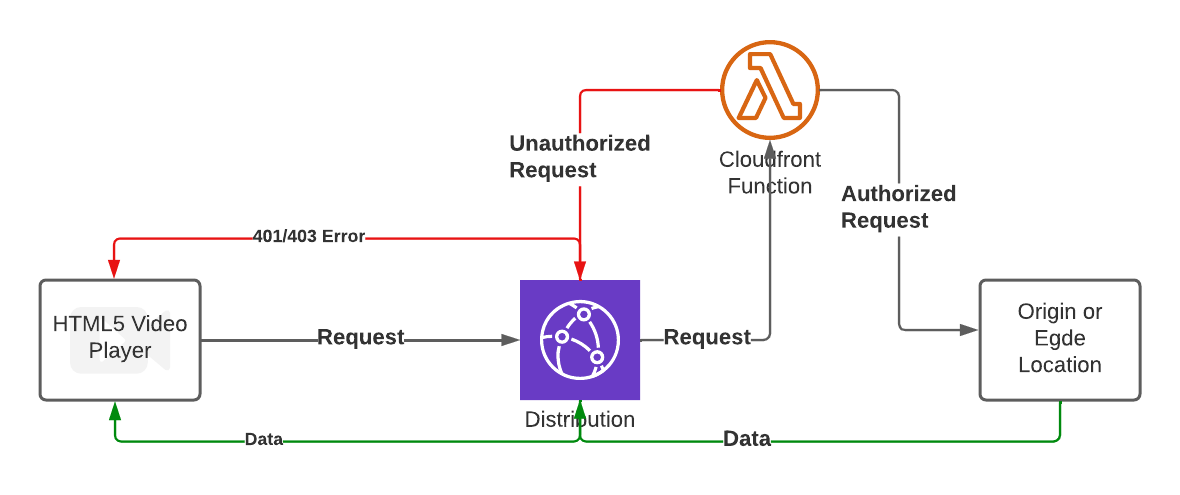 Cloudfront
Function
Unauthorized
Request
Authorized
Request
401/403 Error
HTML5 Video
Player
Request
Request
Origin or
Egde
Location
Distribution
Data
Data